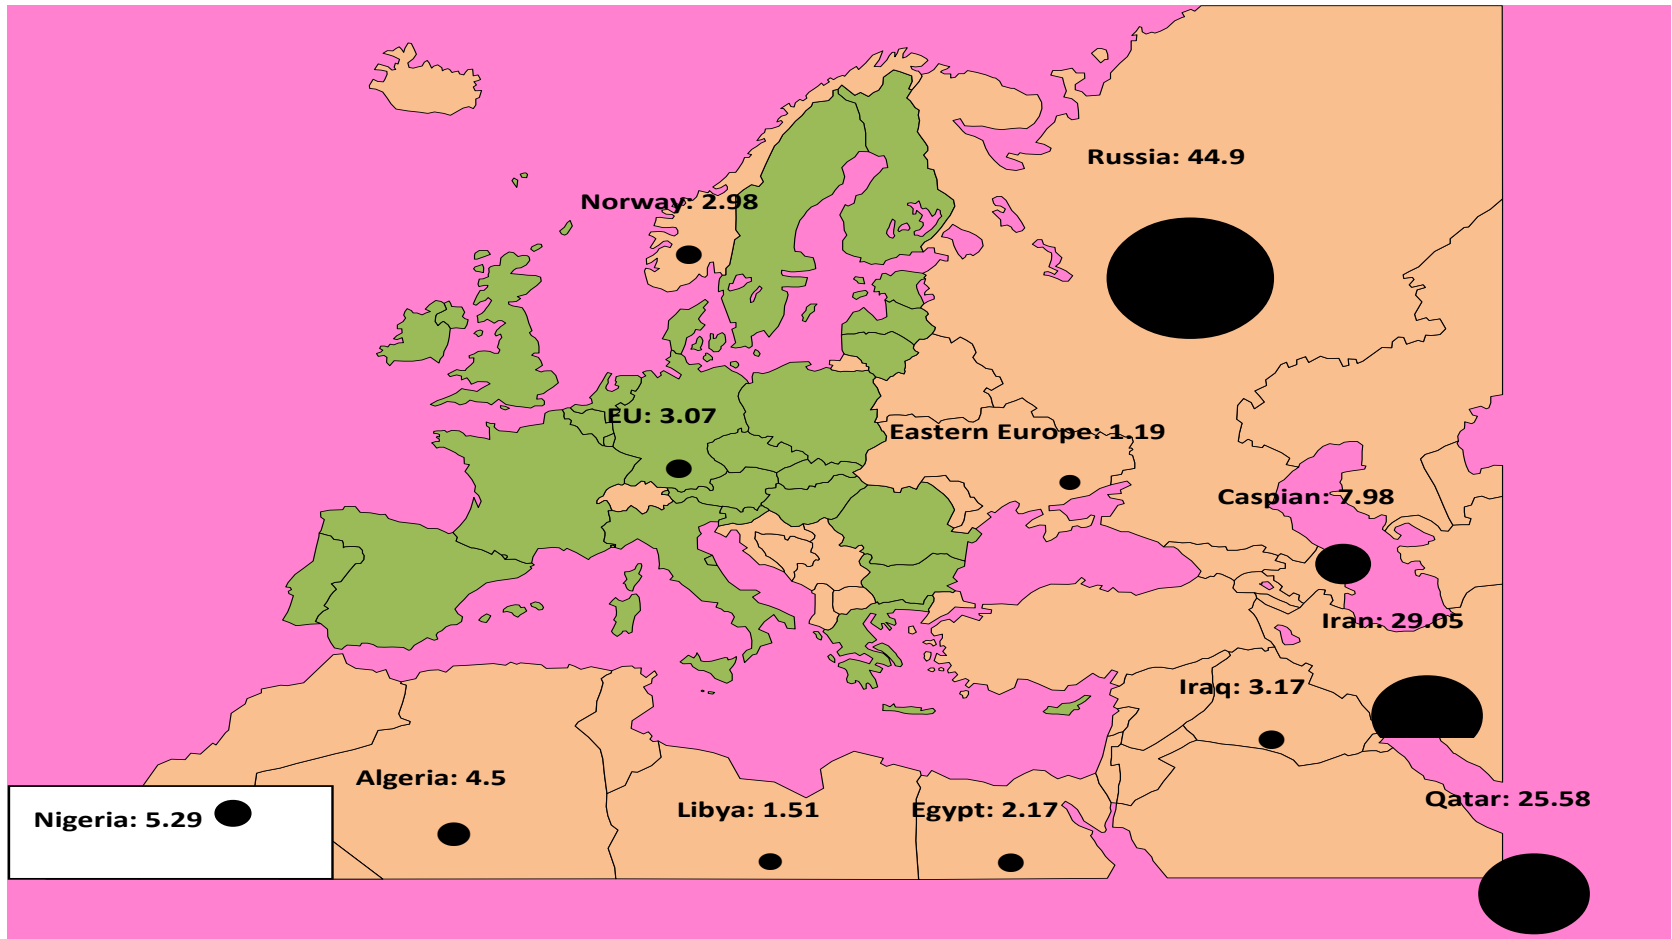 Russia: 44.9
Norway: 2.98
EU: 3.07
Eastern Europe: 1.19
Caspian: 7.98
Iran: 29.05
Iraq: 3.17
Algeria: 4.5
Qatar: 25.58
Libya: 1.51
Egypt: 2.17
Nigeria: 5.29